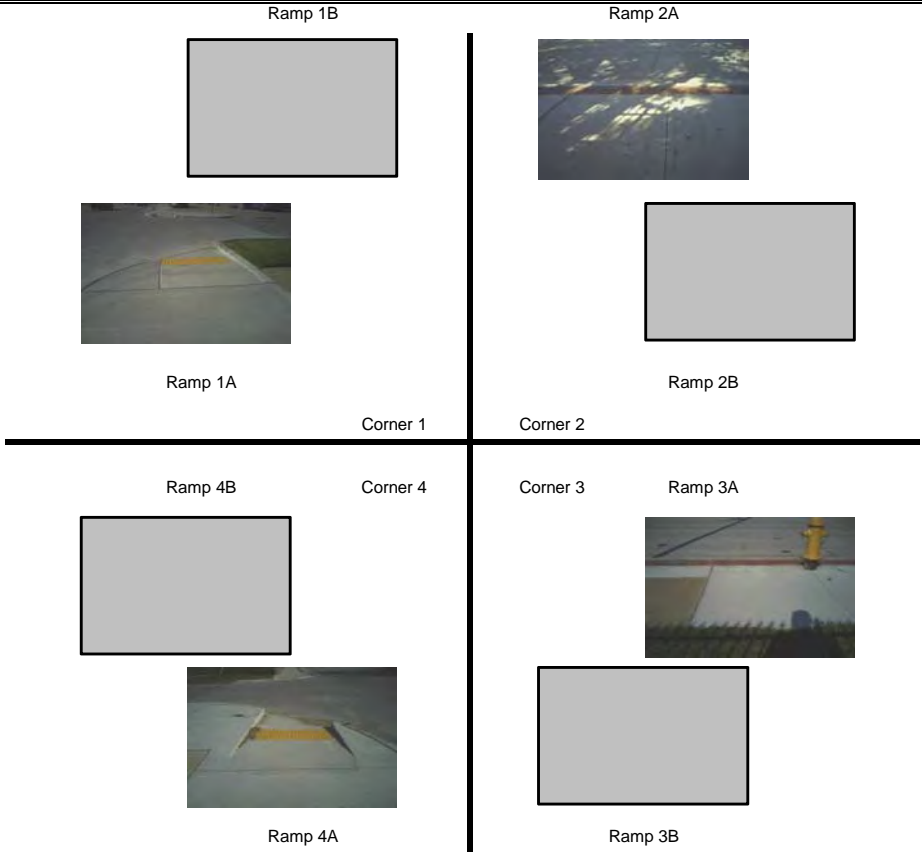 Ramp 1B
Ramp 2A
Ramp 1A
Ramp 2B
Corner 1
Corner 2
Ramp 4B
Corner 4
Corner 3
Ramp 3A
Ramp 4A
Ramp 3B